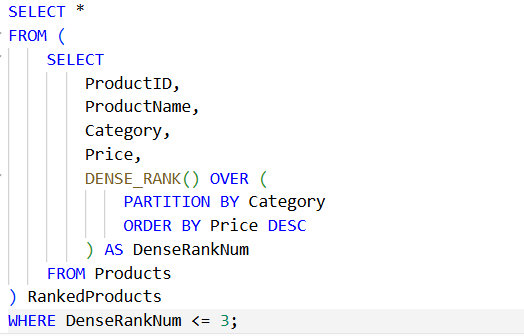 SELECT *
FROM (
    SELECT
        ProductID,
        ProductName,
        Category,
        Price,
        DENSE_RANK() OVER (
            PARTITION BY Category
            ORDER BY Price DESC
        ) AS DenseRankNum
    FROM Products
) RankedProducts
WHERE DenseRankNum <= 3;